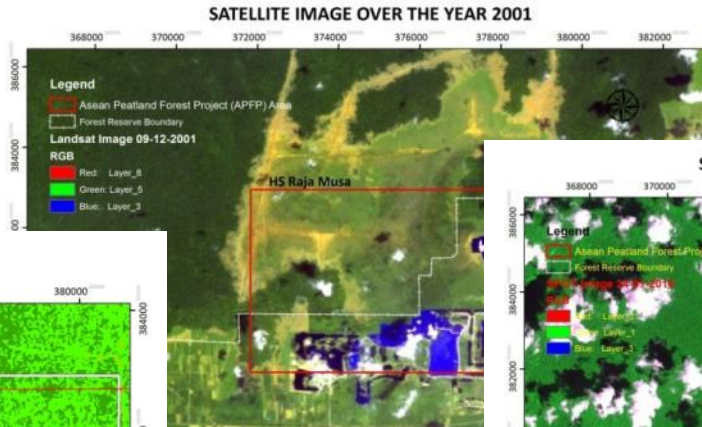 SATELLITE IMAGE OVER THE YEAR 2001
368000 370000 372000 374000 376000 378000 380000 382000
386000
384000
00
Legend
Asean Peatland Forest Project (APFP) Area
Forest Reserve Boundary
Landsat Image 09-12-2001
RGB
Red: Layer_6
Green: Layer_5
Blue: Layer_3
HS Raja Musa
380000
384000
S
368000 370000
386000
384000
382000
Legend
Asean Peatland Forest Proj
Forest Reserve Boundary
Layer_1
Blue: Layer_3